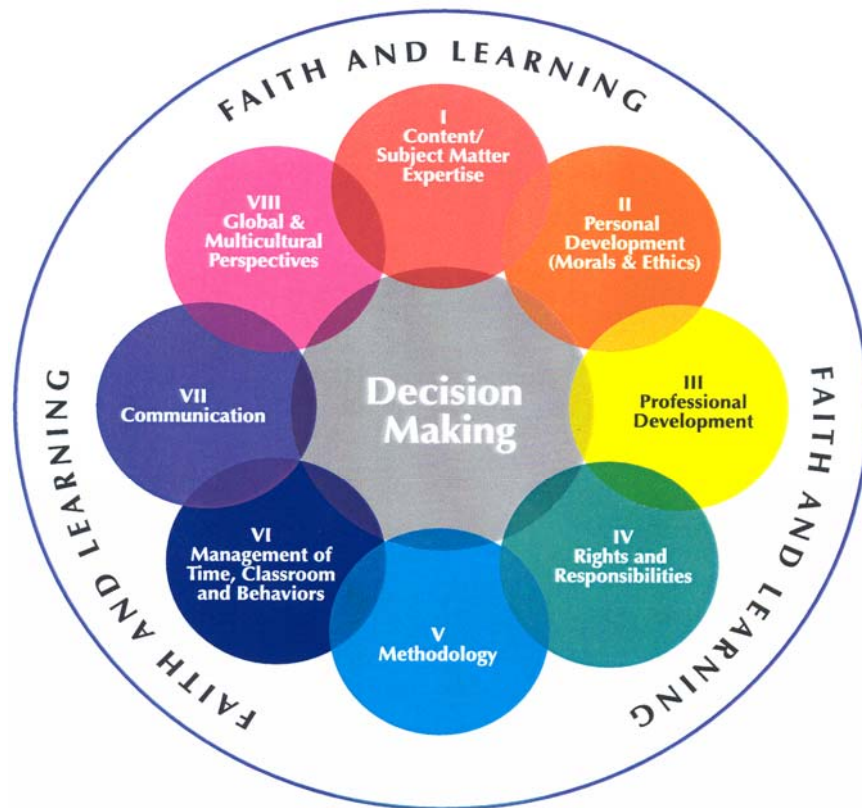 FAITH AND LEARNING
I
Content/
Subject Matter
Expertise
II
Personal
Development
(Morals & Ethics)
III
Professional
Development
IV
Rights and
Responsibilities
V
Methodology
VI
Management of
Time, Classroom
and Behaviors
VII
Communication
VIII
Global &
Multicultural
Perspectives
Decision
Making
FAITH AND LEARNING
FAITH AND LEARNING